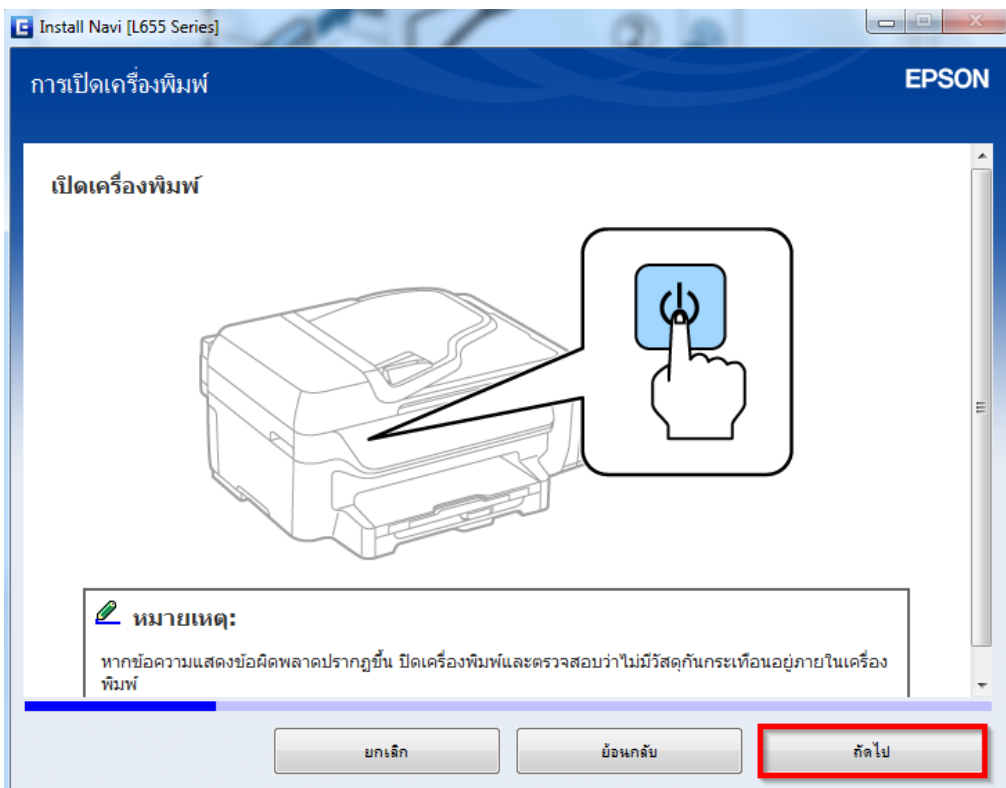 Install Navi [L655 Series]
การเปิดเครื่องพิมพ์
EPSON
เปิดเครื่องพิมพ์
หมายเหตุ:
หากข้อความแสดงข้อผิดพลาดปรากฏขึ้น ปิดเครื่องพิมพ์และตรวจสอบว่าไม่มีวัสดุกันกระเทือนอยู่ภายในเครื่อง
พิมพ์
ยกเลิก
ย้อนกลับ
ถัดไป